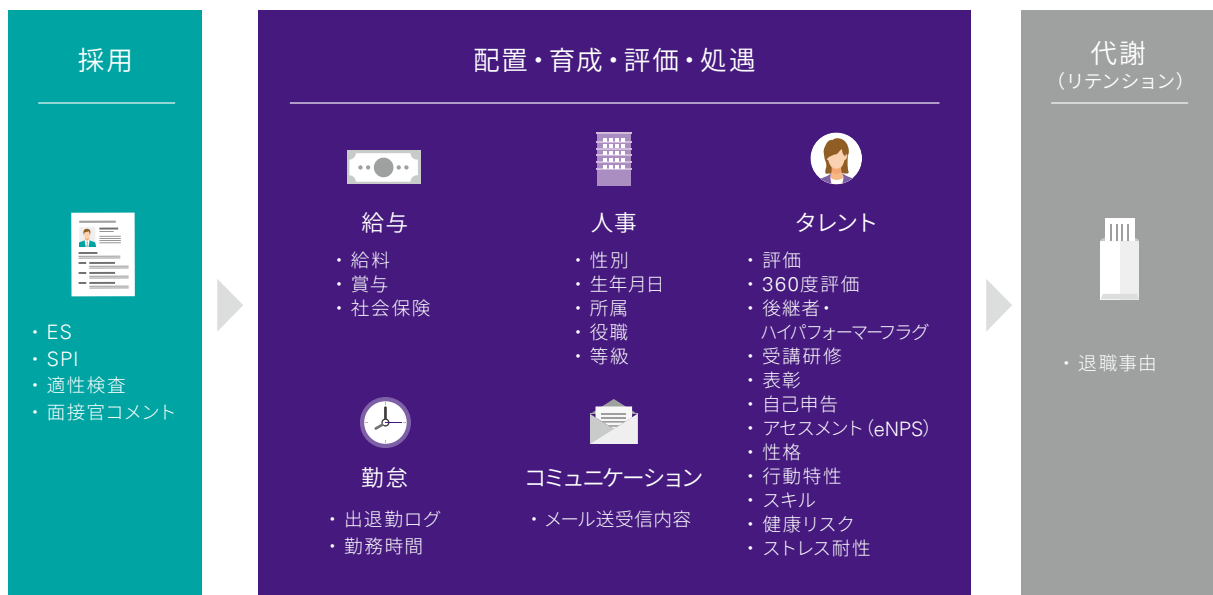 採用
・ES
・SPI
・適性検査
・面接官コメント
配置・育成・評価・処遇
給与
・給料
・賞与
・社会保険
人事
・性別
・生年月日
・所属
・役職
・等級
タレント
・評価
・360度評価
・後継者・
ハイパフォーマーフラグ
・受講研修
・表彰
・自己申告
・アセスメント（eNPS）
・性格
・行動特性
・スキル
・健康リスク
・ストレス耐性
勤怠
・出退勤ログ
・勤務時間
コミュニケーション
・メール送受信内容
代謝
（リテンション）
・退職事由